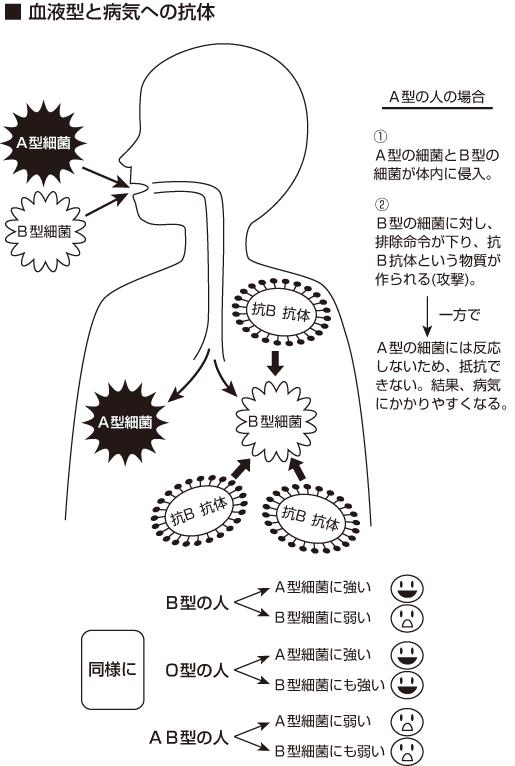 ■ 血液型と病気への抗体
A型の人の場合
①
A型の細菌とB型の
細菌が体内に侵入。
②
B型の細菌に対し、
排除命令が下り、抗
B抗体という物質が
作られる(攻撃)。
一方で
A型の細菌には反応
しないため、抵抗で
きない。結果、病気
にかかりやすくなる。
A型細菌
B型細菌
抗B 抗体
A型細菌
B型細菌
抗B 抗体
抗B 抗体
同様に
B型の人
A型細菌に強い
B型細菌に弱い
O型の人
A型細菌に強い
B型細菌にも強い
AB型の人
A型細菌に弱い
B型細菌にも弱い